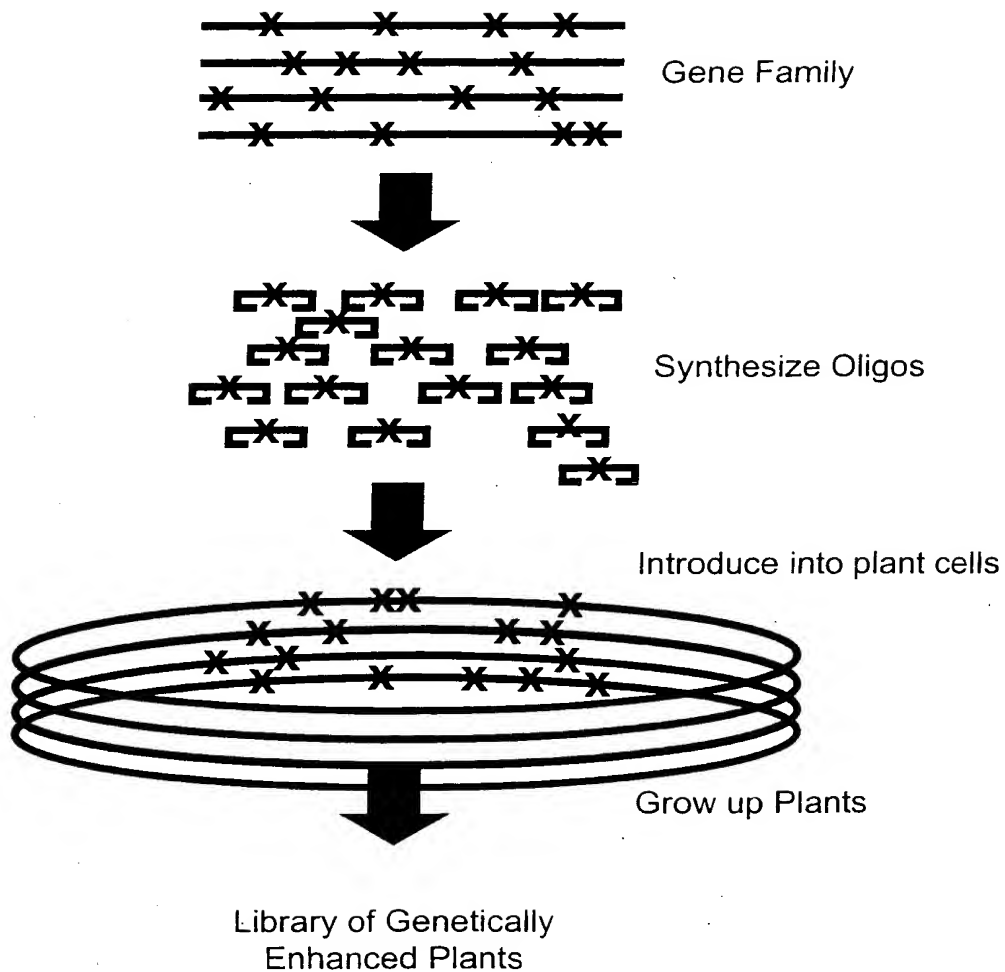 Gene Family
Synthesize Oligos
Introduce into plant cells
Grow up Plants
Library of Genetically
Enhanced Plants